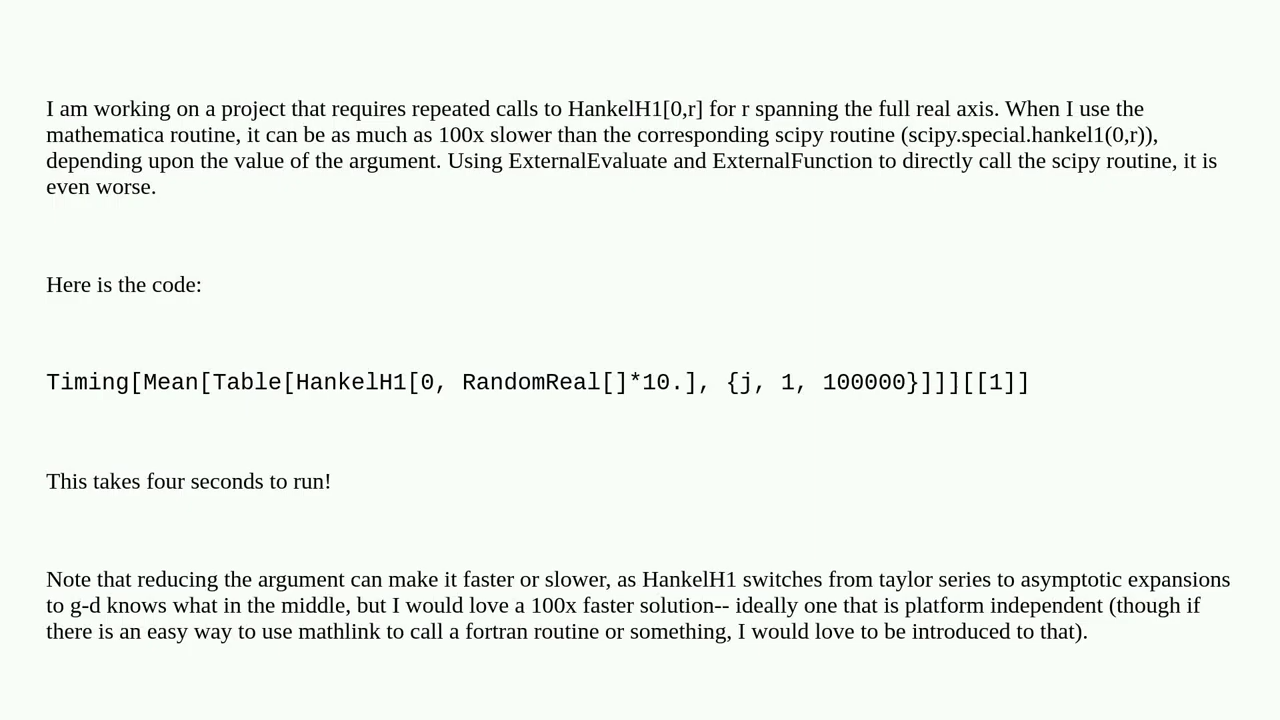 I am working on a project that requires repeated calls to HankelH1[0,r] for r spanning the full real axis. When I use the
mathematica routine, it can be as much as 100x slower than the corresponding scipy routine (scipy.special.hankel1(0,r)),
depending upon the value of the argument. Using ExternalEvaluate and ExternalFunction to directly call the scipy routine, it is
even worse.
Here is the code:
Timing[Mean[Table[HankelH1[0, RandomReal[]*10.], {j, 1, 100000}]]][[1]]
This takes four seconds to run!
Note that reducing the argument can make it faster or slower, as HankelH1 switches from taylor series to asymptotic expansions
to g-d knows what in the middle, but I would love a 100x faster solution-- ideally one that is platform independent (though if
there is an easy way to use mathlink to call a fortran routine or something, I would love to be introduced to that).